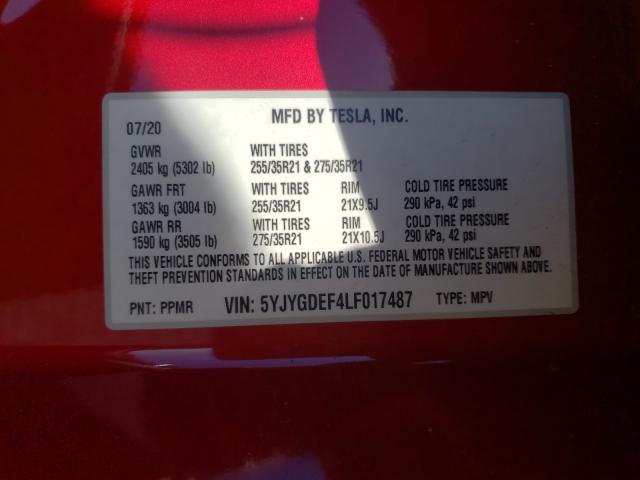 MFD BY TESLA, INC.
07/20
GVWR WITH TIRES
2405 kg (5302 lb) 255/35R21 & 275/35R21
GAWR FRT WITH TIRES RIM COLD TIRE PRESSURE
1363 kg (3004 lb) 255/35R21 21X9.5J 290 kPa, 42 psi
GAWR RR WITH TIRES RIM COLD TIRE PRESSURE
1590 kg (3505 lb) 275/35R21 21X10.5J 290 kPa, 42 psi
THIS VEHICLE CONFORMS TO ALL APPLICABLE U.S. FEDERAL MOTOR VEHICLE SAFETY AND
THEFT PREVENTION STANDARDS IN EFFECT ON THE DATE OF MANUFACTURE SHOWN ABOVE.
PNT: PPMR VIN: 5YJYGDEF4LF017487 TYPE: MPV